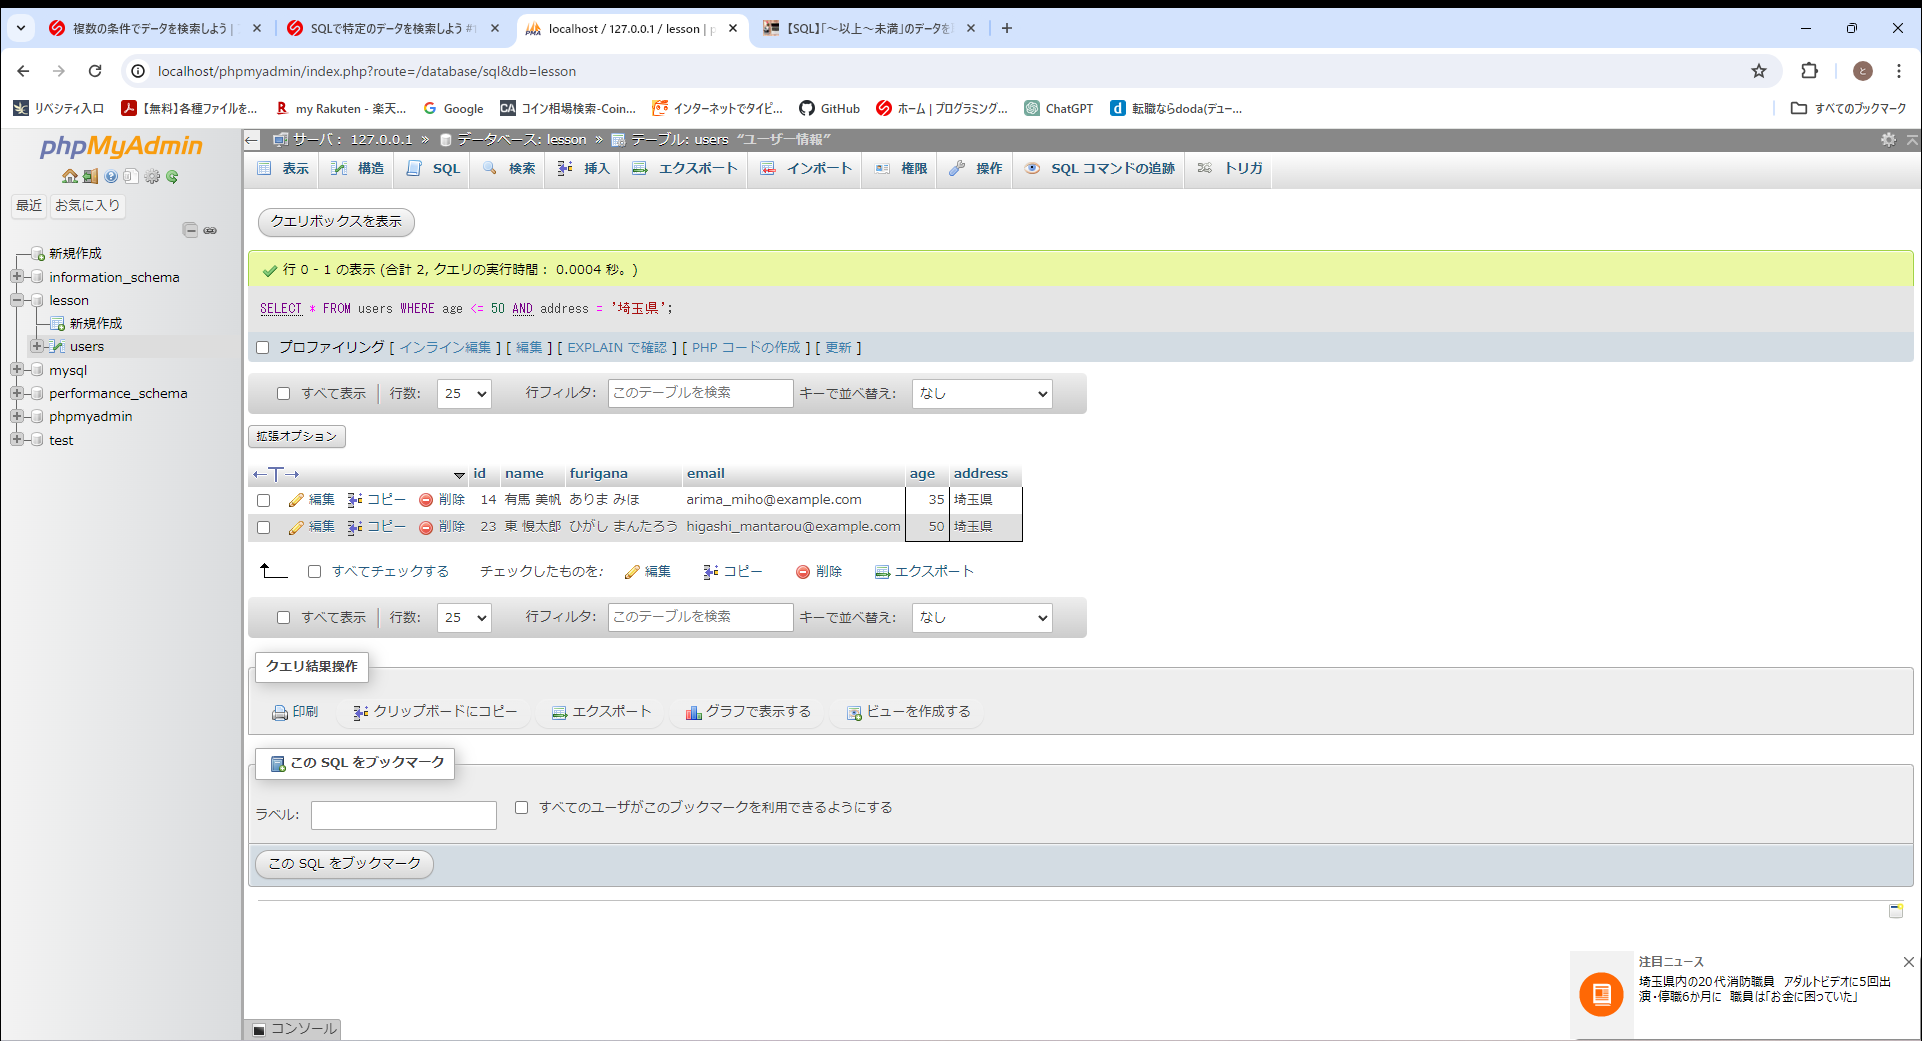 複数の条件でデータを検索しよう |
SQLで特定のデータを検索しよう #1
localhost / 127.0.0.1 / lesson | p
【SQL】「～以上～未満」のデータを
localhost/phpmyadmin/index.php?route=/database/sql&db=lesson
リベシティ入口
【無料】各種ファイルを...
my Rakuten - 楽天...
Google
コイン相場検索-Coin...
インターネットでタイピ...
GitHub
ホーム | プログラミング...
ChatGPT
転職ならdoda(デュー...
すべてのブックマーク
phpMyAdmin
最近 お気に入り
新規作成
information_schema
lesson
新規作成
users
mysql
performance_schema
phpmyadmin
test
サーバ: 127.0.0.1 » データベース: lesson » テーブル: users “ユーザー情報”
表示 構造 SQL 検索 挿入 エクスポート インポート 権限 操作 SQL コマンドの追跡 トリガ
クエリボックスを表示
行 0 - 1 の表示 (合計 2, クエリの実行時間: 0.0004 秒。)
SELECT * FROM users WHERE age <= 50 AND address = '埼玉県';
プロファイリング [ インライン編集 ] [ 編集 ] [ EXPLAIN で確認 ] [ PHP コードの作成 ] [ 更新 ]
すべて表示 行数: 25 行フィルタ: このテーブルを検索 キーで並べ替え: なし
拡張オプション
←T→ id name furigana email age address
編集 コピー 削除 14 有馬 美帆 ありま みほ arima_miho@example.com 35 埼玉県
編集 コピー 削除 23 東 慢太郎 ひがし まんたろう higashi_mantarou@example.com 50 埼玉県
すべてチェックする チェックしたものを: 編集 コピー 削除 エクスポート
すべて表示 行数: 25 行フィルタ: このテーブルを検索 キーで並べ替え: なし
クエリ結果操作
印刷 クリップボードにコピー エクスポート グラフで表示する ビューを作成する
この SQL をブックマーク
ラベル: すべてのユーザがこのブックマークを利用できるようにする
この SQL をブックマーク
コンソール
注目ニュース
埼玉県内の20代消防職員 アダルトビデオに5回出
演・停職6か月に 職員は「お金に困っていた」